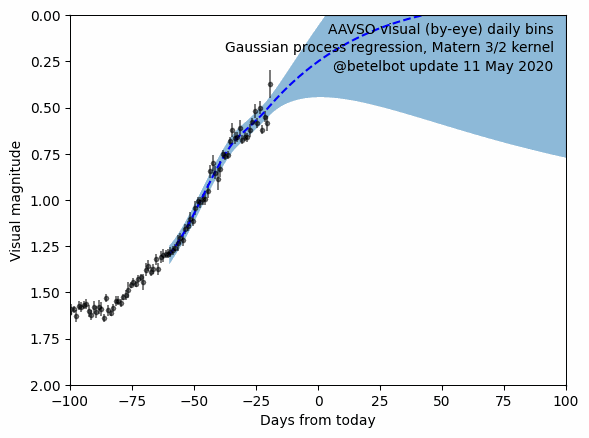 AAVSO visual (by-eye) daily bins
Gaussian process regression, Matern 3/2 kernel
@betelbot update 11 May 2020
0.00
0.25
0.50
0.75
1.00
1.25
1.50
1.75
2.00
Visual magnitude
−100 −75 −50 −25 0 25 50 75 100
Days from today